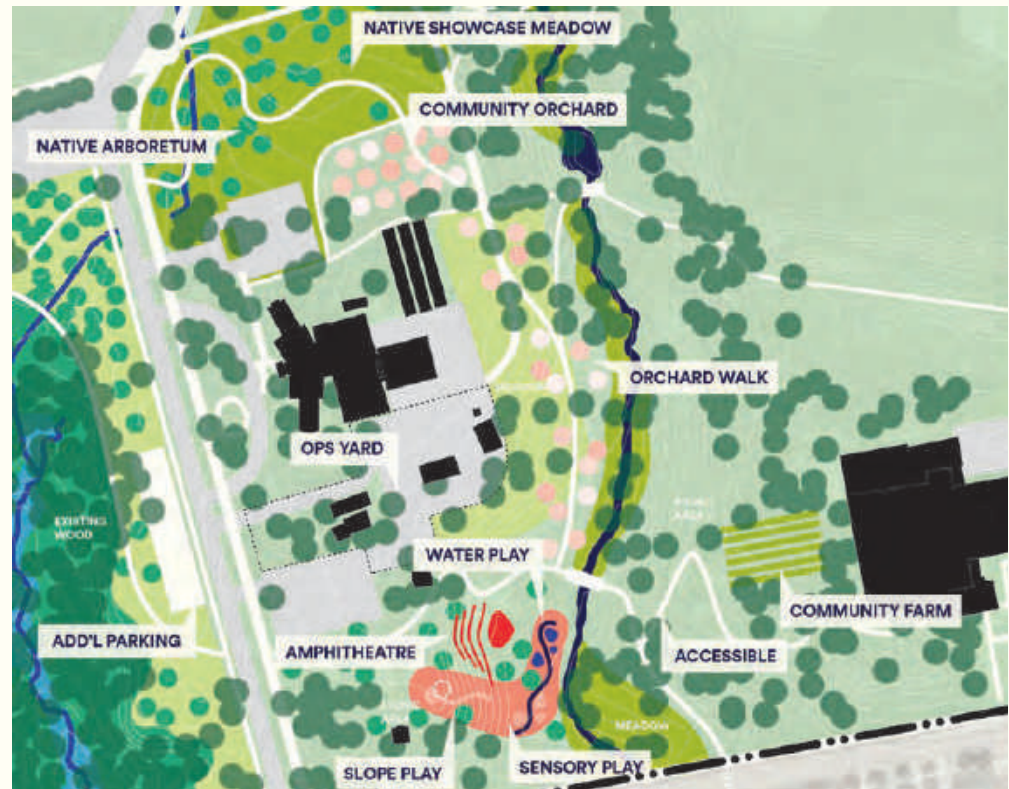 NATIVE SHOWCASE MEADOW
COMMUNITY ORCHARD
NATIVE ARBORETUM
ORCHARD WALK
OPS YARD
EXISTING
WOOD
AREA
WATER PLAY
COMMUNITY FARM
ADD'L PARKING
AMPHITHEATRE
ACCESSIBLE
MEADOW
SLOPE PLAY
SENSORY PLAY